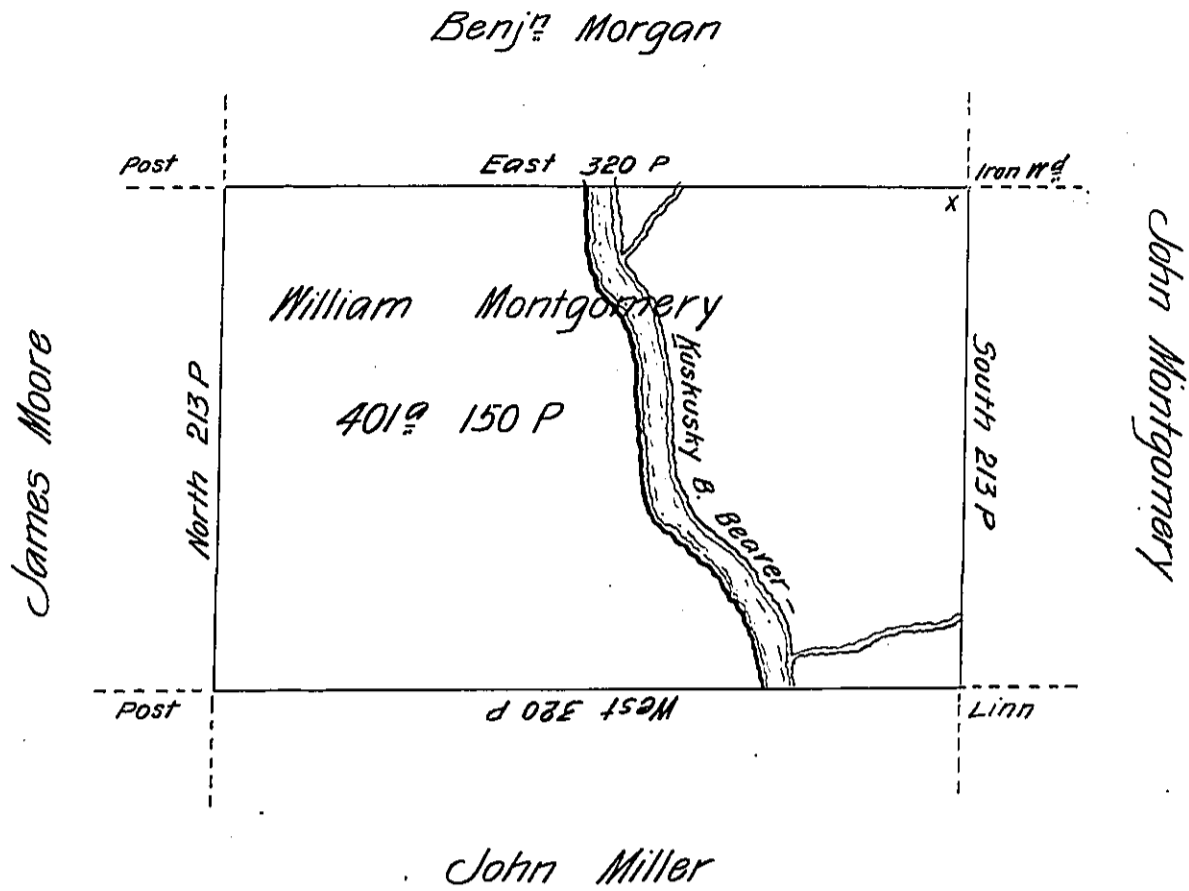 Benjn Morgan
Post
East 320 P
Iron Wd
X
William Montgomery
401a 150 P
James Moore
North 213 P
Kuskusky B. Beaver
South 213 P
John Montgomery
Post
West 320 P
Linn
John Miller